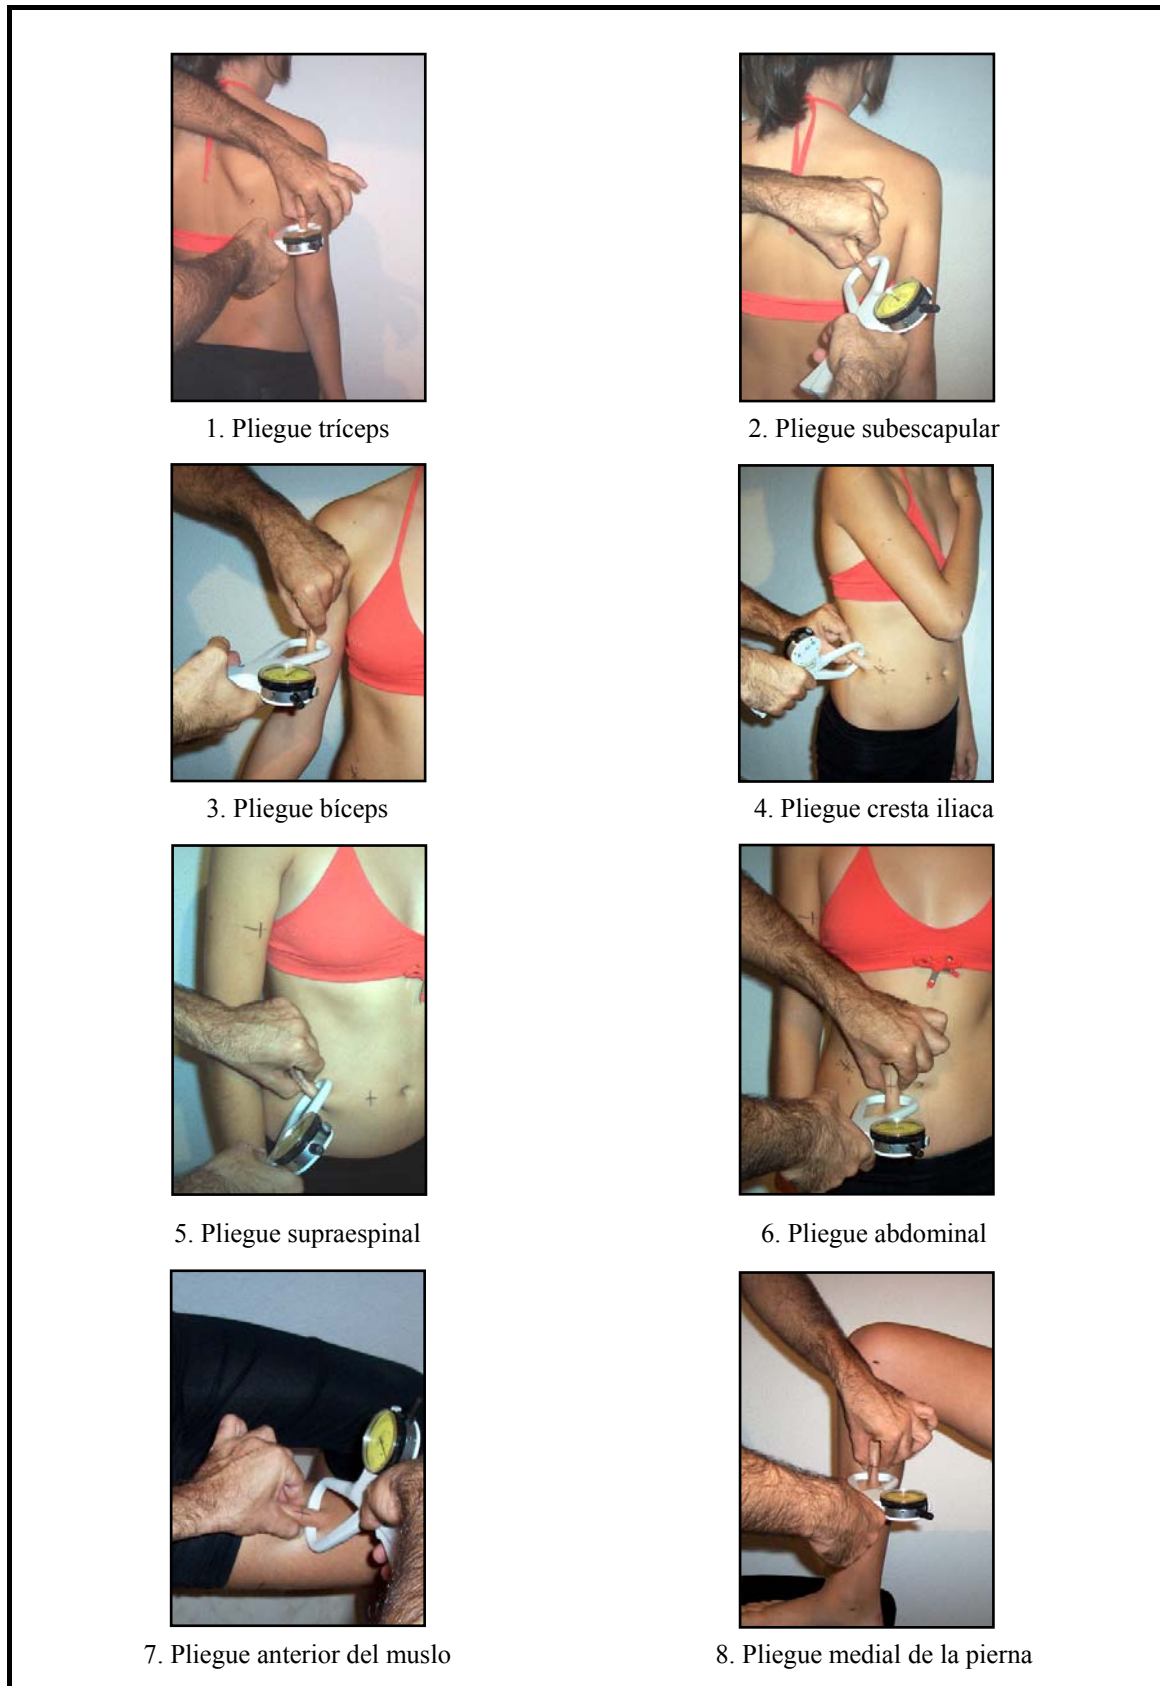 1. Pliegue tríceps
2. Pliegue subescapular
3. Pliegue bíceps
4. Pliegue cresta iliaca
5. Pliegue supraespinal
6. Pliegue abdominal
7. Pliegue anterior del muslo
8. Pliegue medial de la pierna